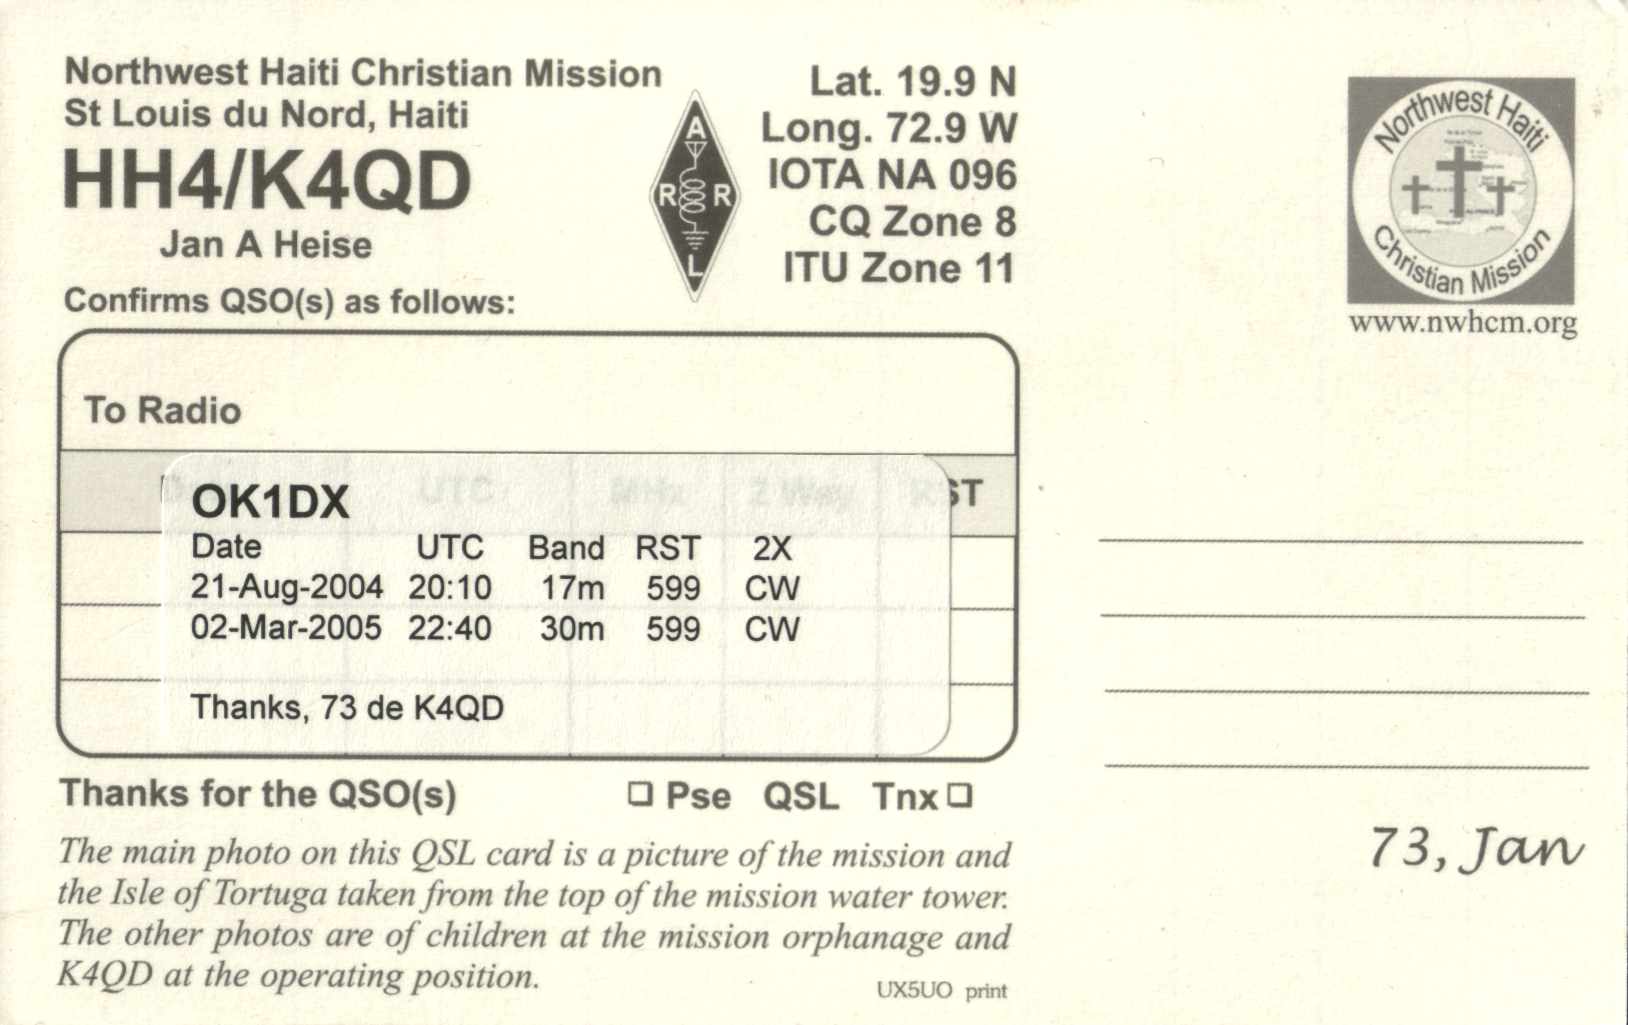 Northwest Haiti Christian Mission
St Louis du Nord, Haiti
HH4/K4QD
Jan A Heise
Confirms QSO(s) as follows:
A
R R
L
Lat. 19.9 N
Long. 72.9 W
IOTA NA 096
CQ Zone 8
ITU Zone 11
Northwest Haiti
Christian Mission
www.nwhcm.org
To Radio
UTC MHz 2 Way RST
OK1DX
Date UTC Band RST 2X
21-Aug-2004 20:10 17m 599 CW
02-Mar-2005 22:40 30m 599 CW
Thanks, 73 de K4QD
Thanks for the QSO(s) Pse QSL Tnx
The main photo on this QSL card is a picture of the mission and
the Isle of Tortuga taken from the top of the mission water tower.
The other photos are of children at the mission orphanage and
K4QD at the operating position.
UX5UO print
73, Jan